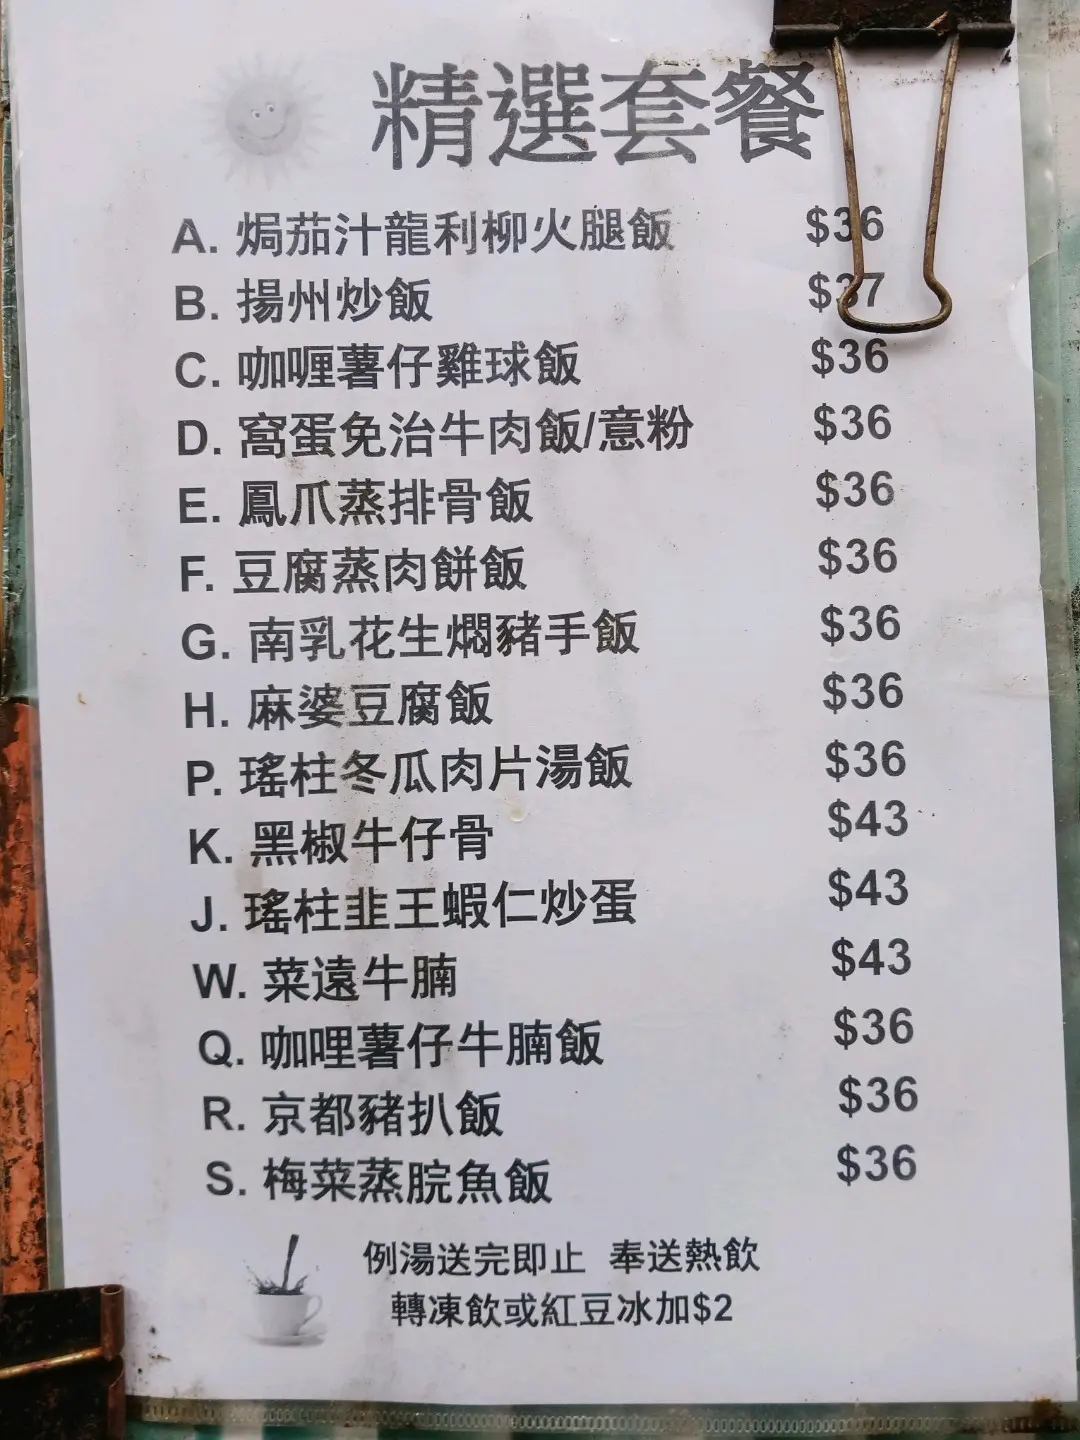 精選套餐
A. 焗茄汁龍利柳火腿飯 $36
B. 揚州炒飯 $37
C. 咖喱薯仔雞球飯 $36
D. 窩蛋免治牛肉飯/意粉 $36
E. 鳳爪蒸排骨飯 $36
F. 豆腐蒸肉餅飯 $36
G. 南乳花生燜豬手飯 $36
H. 麻婆豆腐飯 $36
P. 瑤柱冬瓜肉片湯飯 $36
K. 黑椒牛仔骨 $43
J. 瑤柱韭王蝦仁炒蛋 $43
W. 菜遠牛腩 $43
Q. 咖哩薯仔牛腩飯 $36
R. 京都豬扒飯 $36
S. 梅菜蒸脘魚飯 $36
例湯送完即止 奉送熱飲
轉凍飲或紅豆冰加$2